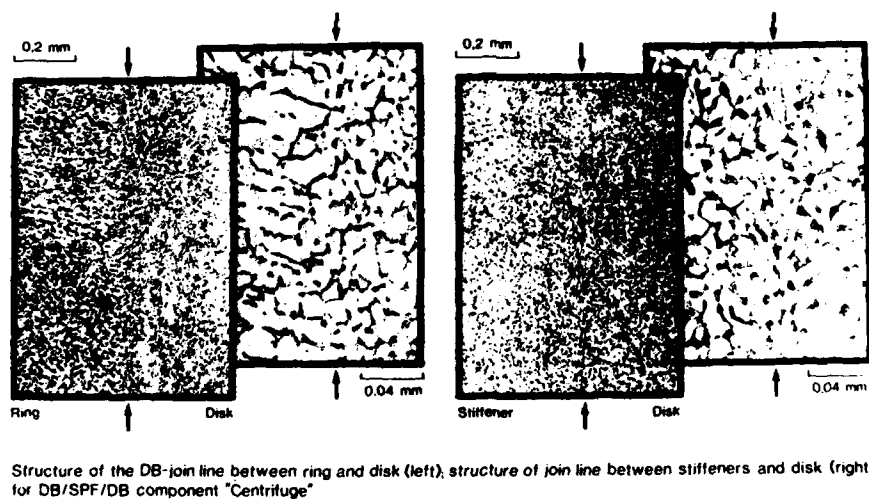 0.2 mm
0.2 mm
0.04 mm
0.04 mm
Ring Disk
Stiffener Disk
Structure of the DB-join line between ring and disk (left); structure of join line between stiffeners and disk (right
for DB/SPF/DB component "Centrifuge"